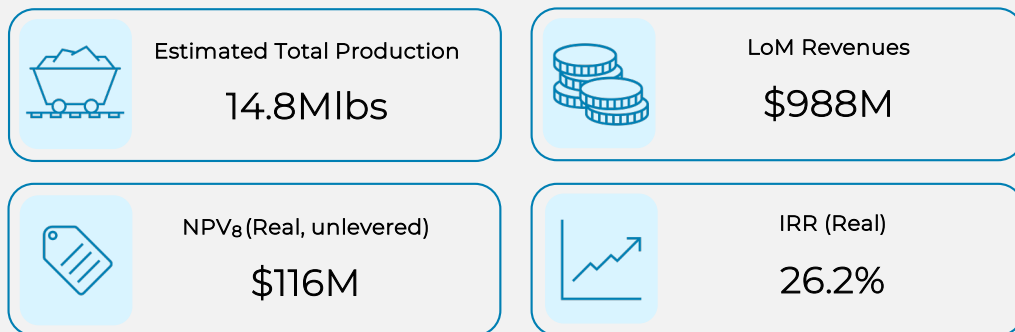 Estimated Total Production
14.8Mlbs
LoM Revenues
$988M
NPV₈ (Real, unlevered)
$116M
IRR (Real)
26.2%